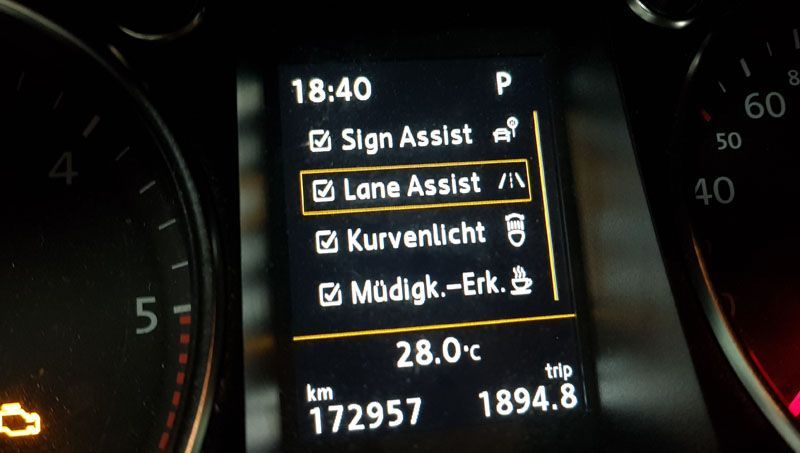 18:40 P
Sign Assist
Lane Assist
Kurvenlicht
Müdigk.-Erk.
28.0°C
km
172957
trip
1894.8
4
5
40
50
60
8